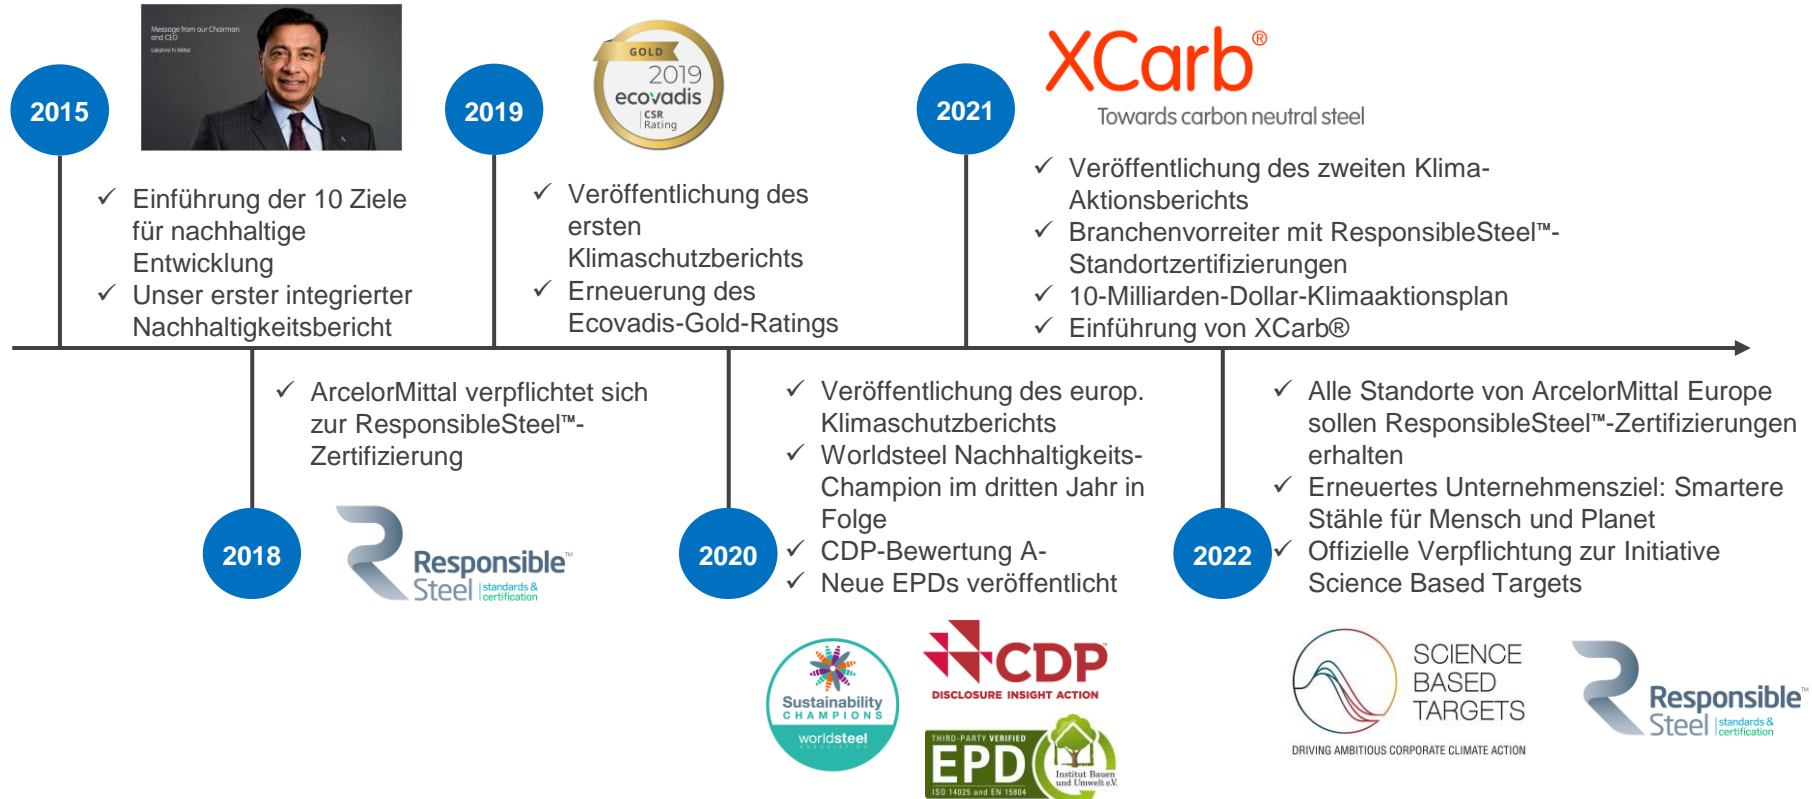 Message from our Chairman
and CEO
Lakshmi N Mittal
2015
✓ Einführung der 10 Ziele
für nachhaltige
Entwicklung
✓ Unser erster integrierter
Nachhaltigkeitsbericht
2018
✓ ArcelorMittal verpflichtet sich
zur ResponsibleSteel™-
Zertifizierung
Responsible™
Steel
standards &
certification
2019
GOLD
2019
ecovadis
CSR
Rating
✓ Veröffentlichung des
ersten
Klimaschutzberichts
✓ Erneuerung des
Ecovadis-Gold-Ratings
2020
✓ Veröffentlichung des europ.
Klimaschutzberichts
✓ Worldsteel Nachhaltigkeits-
Champion im dritten Jahr in
Folge
✓ CDP-Bewertung A-
✓ Neue EPDs veröffentlicht
Sustainability
CHAMPIONS
worldsteel
ASSOCIATION
CDP
DISCLOSURE INSIGHT ACTION
THIRD-PARTY VERIFIED
EPD
ISO 14025 and EN 15804
Institut Bauen
und Umwelt e.V.
2021
XCarb®
Towards carbon neutral steel
✓ Veröffentlichung des zweiten Klima-
Aktionsberichts
✓ Branchenvorreiter mit ResponsibleSteel™-
Standortzertifizierungen
✓ 10-Milliarden-Dollar-Klimaaktionsplan
✓ Einführung von XCarb®
2022
✓ Alle Standorte von ArcelorMittal Europe
sollen ResponsibleSteel™-Zertifizierungen
erhalten
✓ Erneuertes Unternehmensziel: Smartere
Stähle für Mensch und Planet
✓ Offizielle Verpflichtung zur Initiative
Science Based Targets
SCIENCE
BASED
TARGETS
DRIVING AMBITIOUS CORPORATE CLIMATE ACTION
Responsible™
Steel
standards &
certification